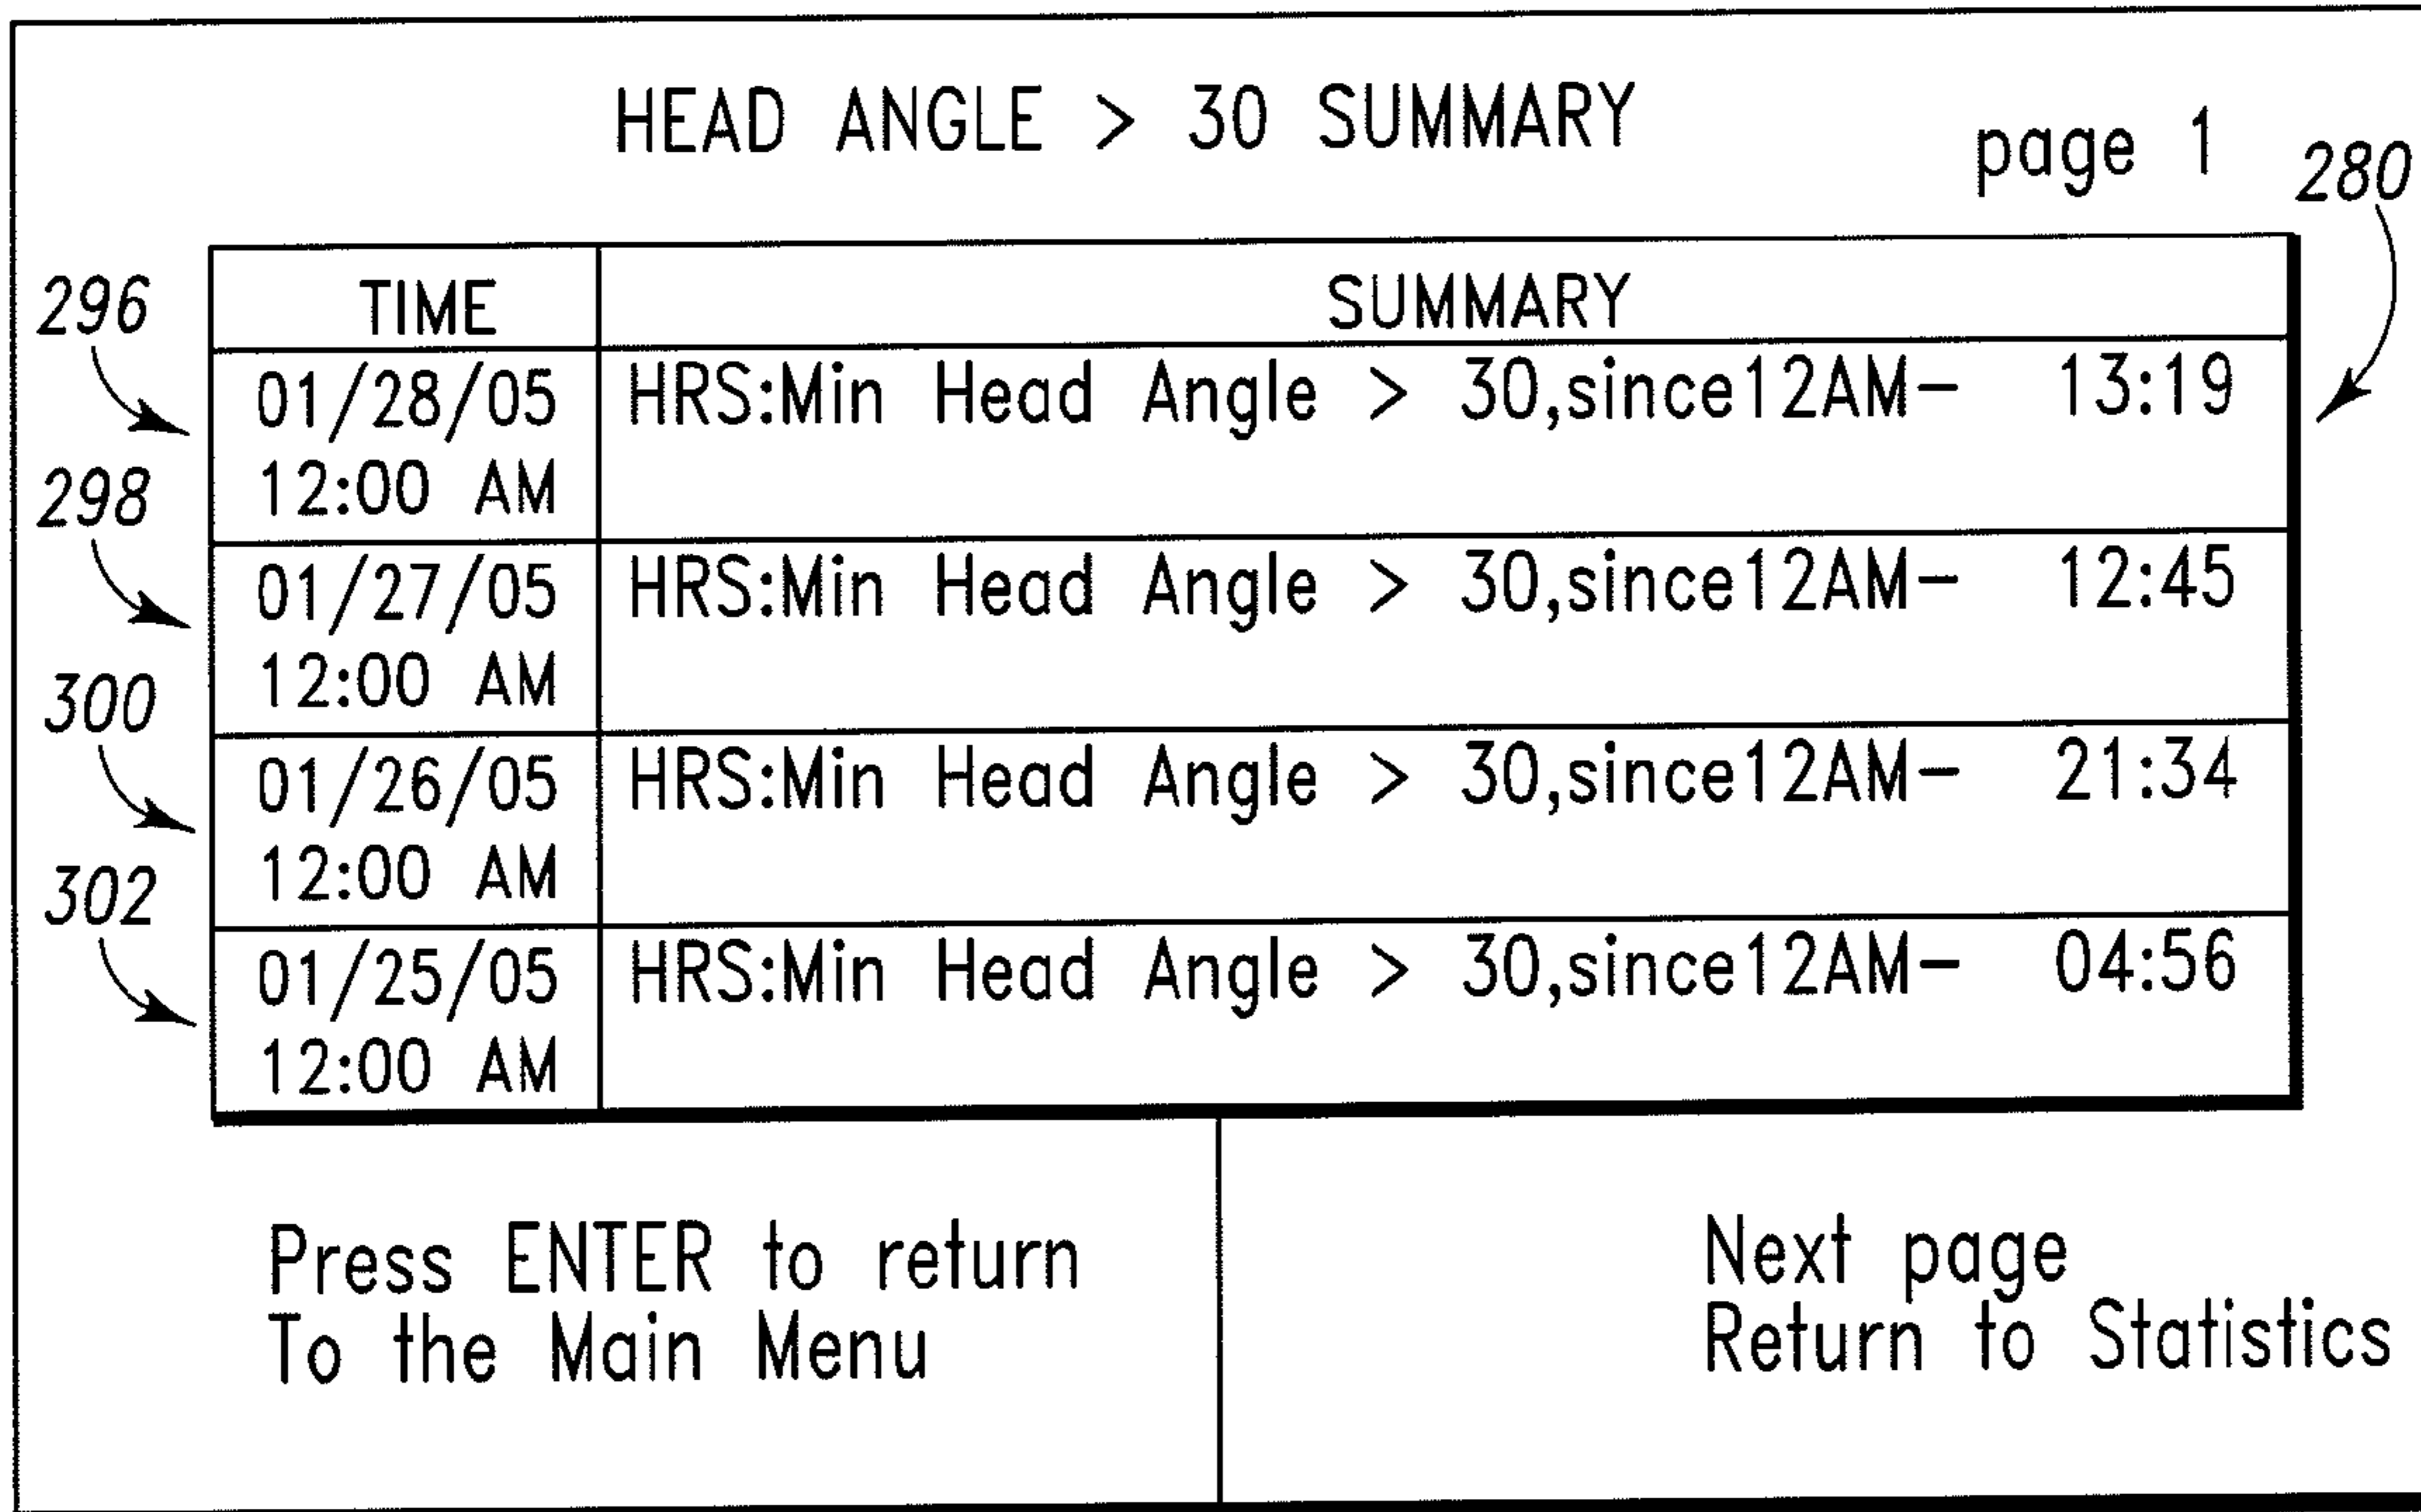 HEAD ANGLE > 30 SUMMARY
page 1
280
TIME SUMMARY
296
01/28/05 HRS:Min Head Angle > 30,since12AM- 13:19
12:00 AM
298
01/27/05 HRS:Min Head Angle > 30,since12AM- 12:45
12:00 AM
300
01/26/05 HRS:Min Head Angle > 30,since12AM- 21:34
12:00 AM
302
01/25/05 HRS:Min Head Angle > 30,since12AM- 04:56
12:00 AM
Press ENTER to return
To the Main Menu
Next page
Return to Statistics